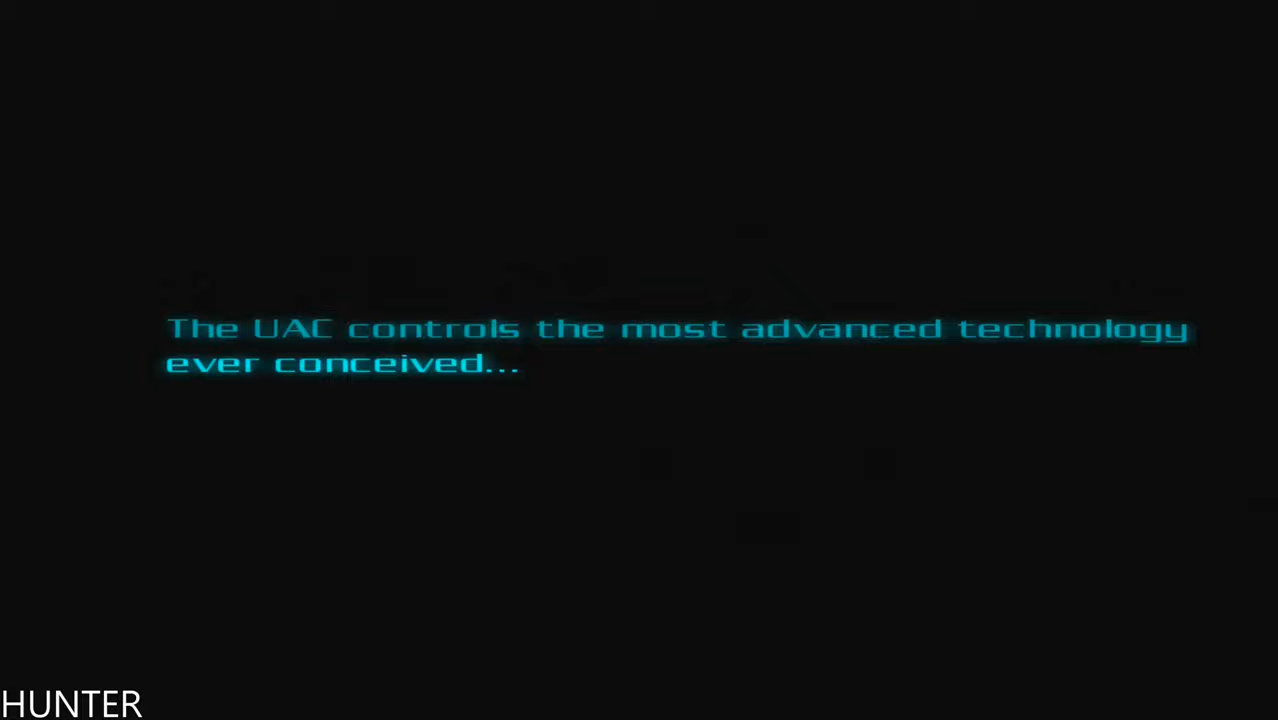 The UAC controls the most advanced technology
ever conceived...
HUNTER